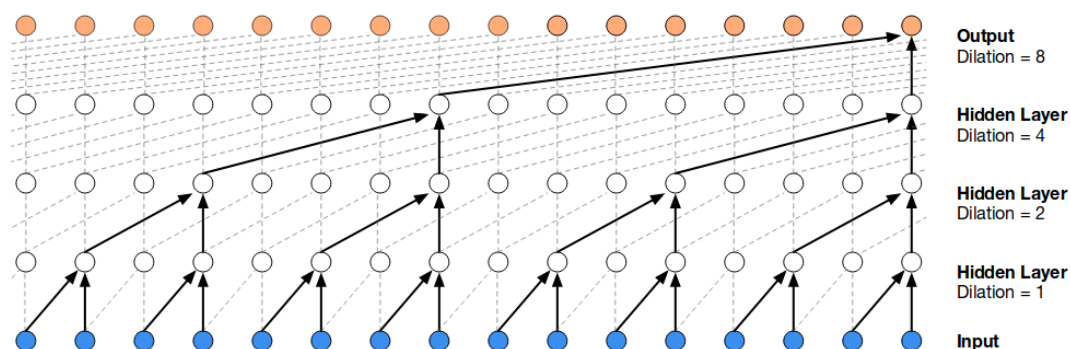 Output
Dilation = 8
Hidden Layer
Dilation = 4
Hidden Layer
Dilation = 2
Hidden Layer
Dilation = 1
Input